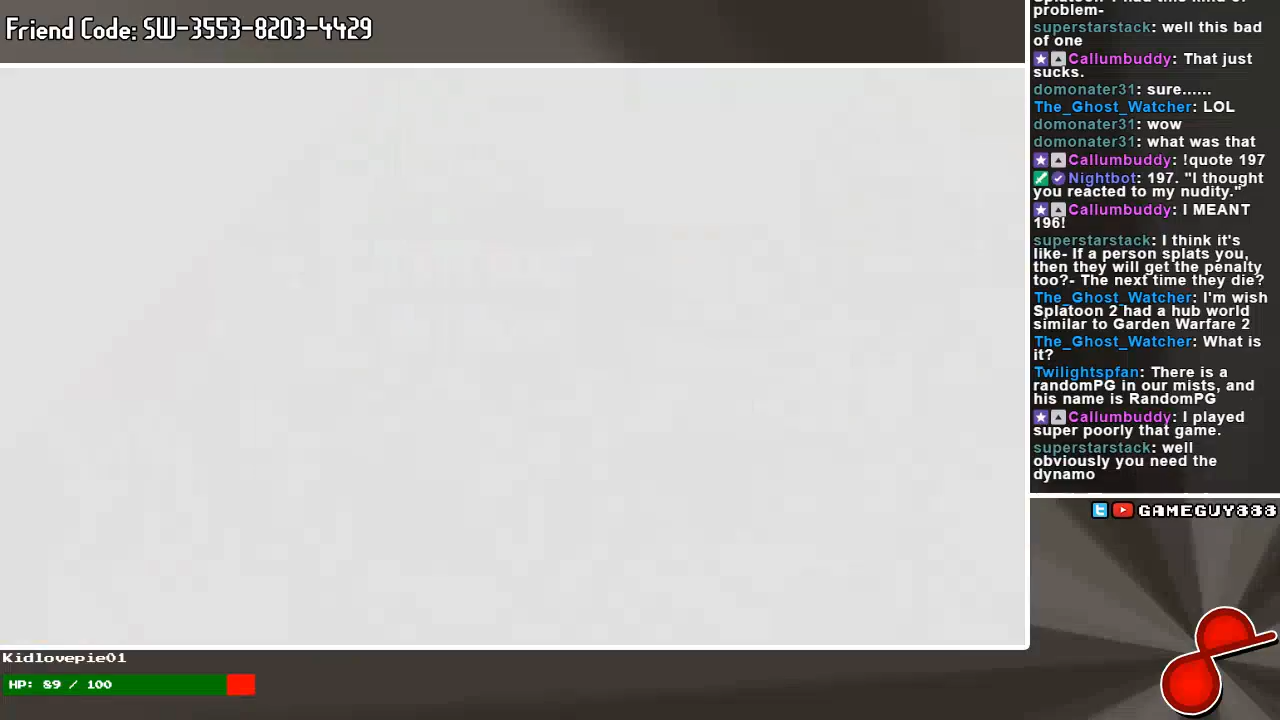 Friend Code: SW-3553-8203-4429
problem-
superstarstack: well this bad
of one
Callumbuddy: That just
sucks.
domonater31: sure......
The_Ghost_Watcher: LOL
domonater31: wow
domonater31: what was that
Callumbuddy: !quote 197
Nightbot: 197. "I thought
you reacted to my nudity."
Callumbuddy: I MEANT
196!
superstarstack: I think it's
like- If a person splats you,
then they will get the penalty
too?- The next time they die?
The_Ghost_Watcher: I'm wish
Splatoon 2 had a hub world
similar to Garden Warfare 2
The_Ghost_Watcher: What is
it?
Twilightspfan: There is a
randomPG in our mists, and
his name is RandomPG
Callumbuddy: I played
super poorly that game.
superstarstack: well
obviously you need the
dynamo
GAMEGUY888
Kidlovepie01
HP: 89 / 100